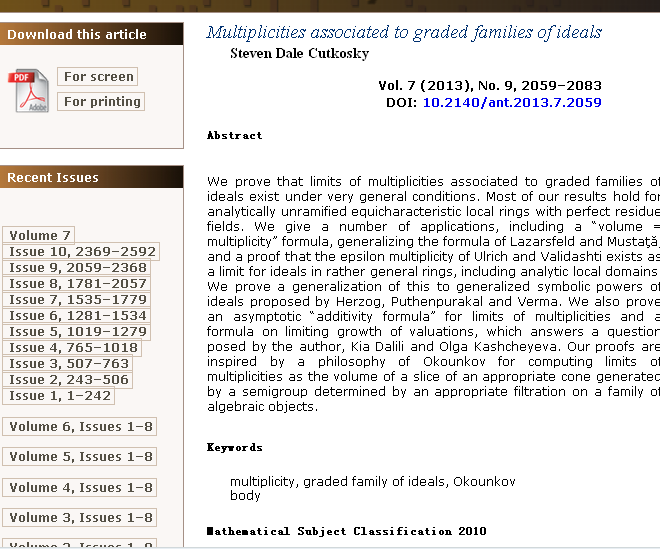 Download this article
PDF
Adobe
For screen
For printing
Recent Issues
Volume 7
Issue 10, 2369–2592
Issue 9, 2059–2368
Issue 8, 1781–2057
Issue 7, 1535–1779
Issue 6, 1281–1534
Issue 5, 1019–1279
Issue 4, 765–1018
Issue 3, 507–763
Issue 2, 243–506
Issue 1, 1–242
Volume 6, Issues 1–8
Volume 5, Issues 1–8
Volume 4, Issues 1–8
Volume 3, Issues 1–8
Volume 2, Issues 1–8
Multiplicities associated to graded families of ideals
Steven Dale Cutkosky
Vol. 7 (2013), No. 9, 2059–2083
DOI: 10.2140/ant.2013.7.2059
Abstract
We prove that limits of multiplicities associated to graded families of
ideals exist under very general conditions. Most of our results hold for
analytically unramified equicharacteristic local rings with perfect residue
fields. We give a number of applications, including a “volume =
multiplicity” formula, generalizing the formula of Lazarsfeld and Mustaţă,
and a proof that the epsilon multiplicity of Ulrich and Validashti exists as
a limit for ideals in rather general rings, including analytic local domains
We prove a generalization of this to generalized symbolic powers of
ideals proposed by Herzog, Puthenpurakal and Verma. We also prove
an asymptotic “additivity formula” for limits of multiplicities and a
formula on limiting growth of valuations, which answers a question
posed by the author, Kia Dalili and Olga Kashcheyeva. Our proofs are
inspired by a philosophy of Okounkov for computing limits of
multiplicities as the volume of a slice of an appropriate cone generated
by a semigroup determined by an appropriate filtration on a family of
algebraic objects.
Keywords
multiplicity, graded family of ideals, Okounkov
body
Mathematical Subject Classification 2010